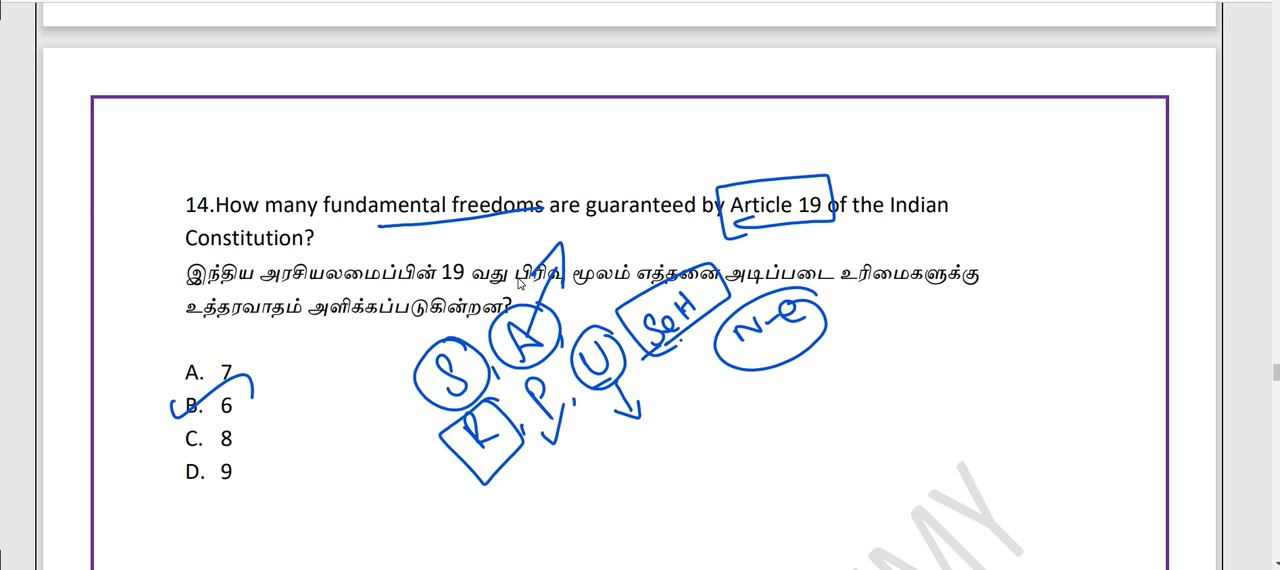 14.How many fundamental freedoms are guaranteed by Article 19 of the Indian
Constitution?
இந்திய அரசியலமைப்பின் 19 வது பிரிவு மூலம் எத்தனை அடிப்படை உரிமைகளுக்கு
உத்தரவாதம் அளிக்கப்படுகின்றன?
A. 7
B. 6
C. 8
D. 9
S, A, U
R, P,
N-e
MY